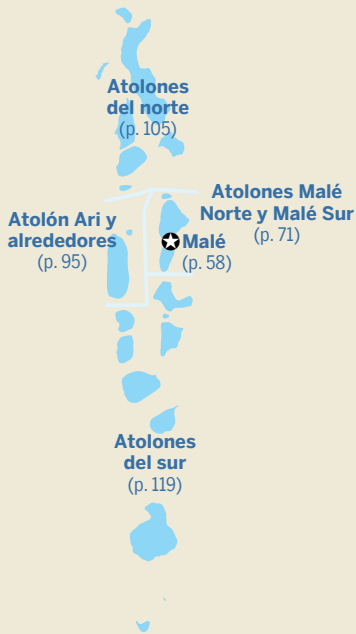 Atolones
del norte
(p. 105)
Atolones Malé
Norte y Malé Sur
(p. 71)
Atolón Ari y
alrededores
(p. 95)
Malé
(p. 58)
Atolones
del sur
(p. 119)